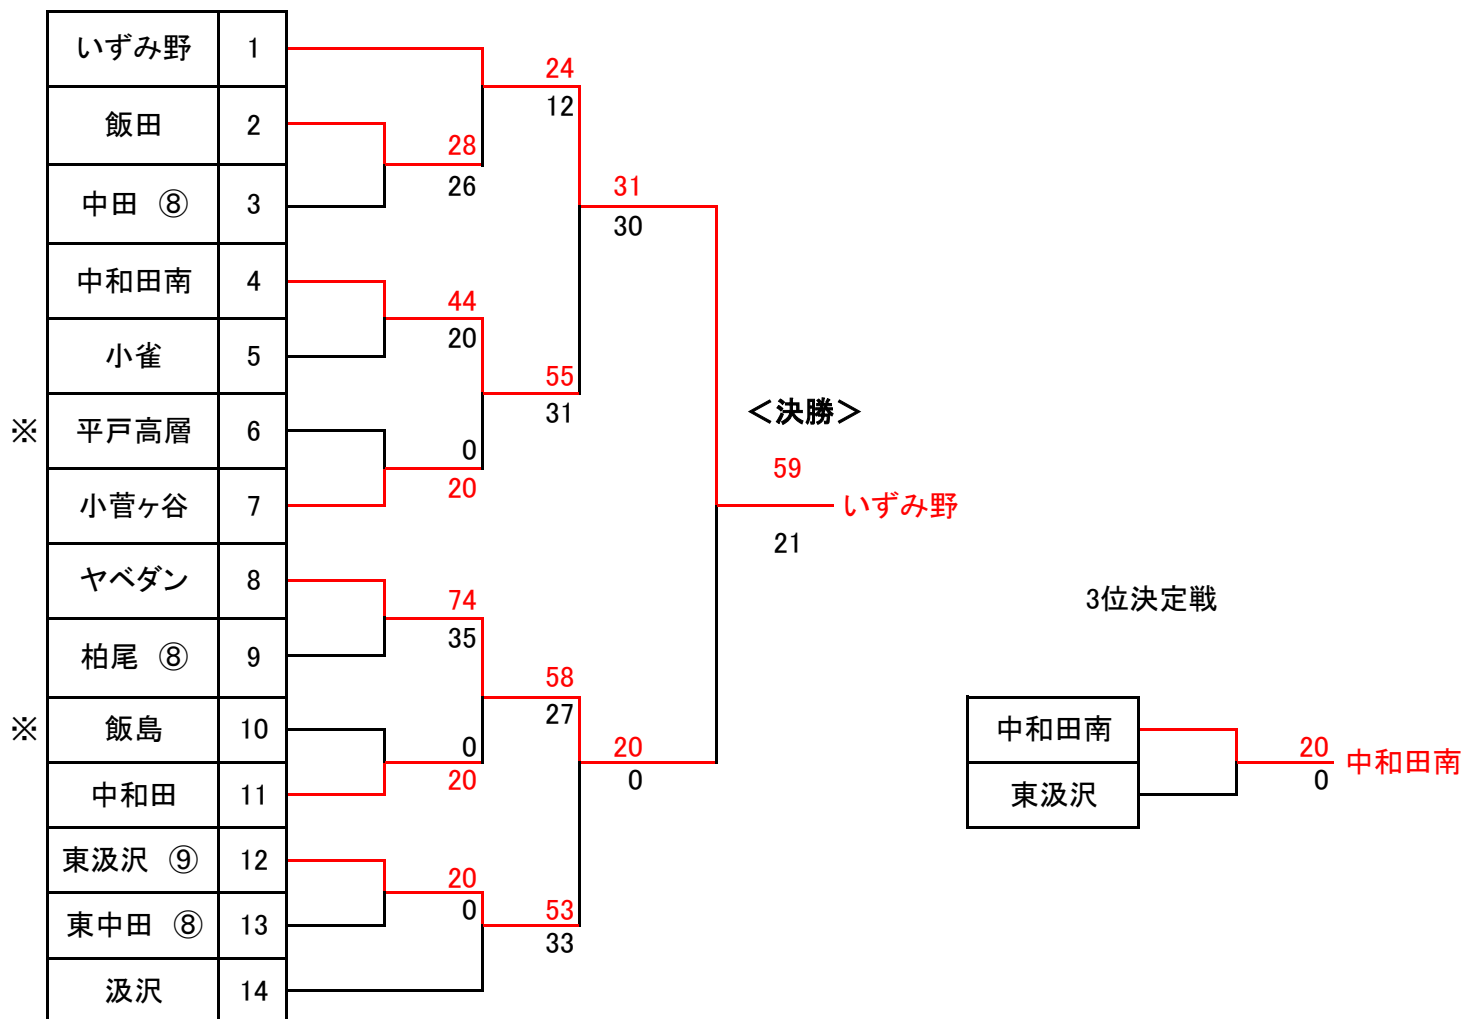 いずみ野 1
飯田 2
中田 ⑧ 3
中和田南 4
小雀 5
※ 平戸高層 6
小菅ヶ谷 7
ヤベダン 8
柏尾 ⑧ 9
※ 飯島 10
中和田 11
東汲沢 ⑨ 12
東中田 ⑧ 13
汲沢 14
28
26
44
20
0
20
74
35
0
20
20
0
24
12
55
31
58
27
53
33
31
30
20
0
＜決勝＞
59
いずみ野
21
3位決定戦
中和田南
東汲沢
20
0
中和田南